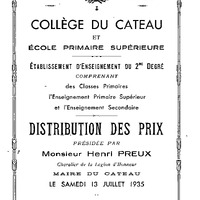 COLLÈGE DU CATEAU
ET
ÉCOLE PRIMAIRE SUPÉRIEURE
ÉTABLISSEMENT D'ENSEIGNEMENT DU 2ME DEGRÉ
COMPRENANT
des Classes Primaires
l'Enseignement Primaire Supérieur
et l'Enseignement Secondaire
DISTRIBUTION DES PRIX
PRÉSIDÉE PAR
Monsieur Henri PREUX
Chevalier de la Légion d'Honneur
MAIRE DU CATEAU
LE SAMEDI 13 JUILLET 1935